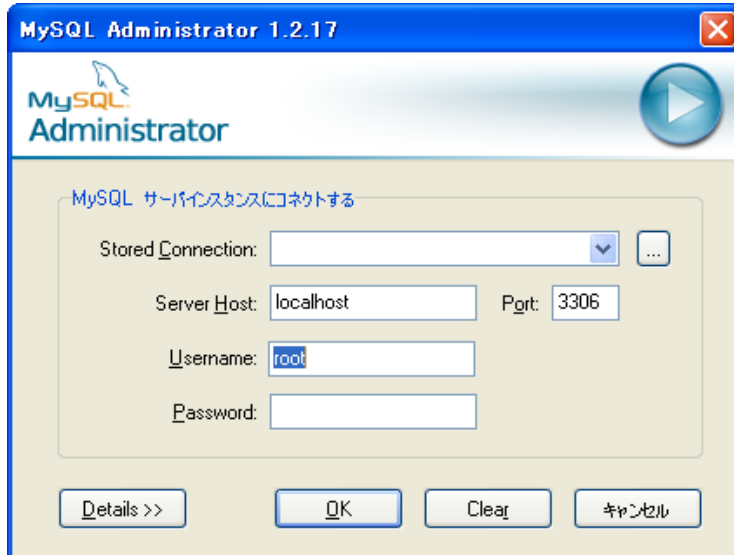 MySQL Administrator 1.2.17
MySQL
Administrator
MySQL サーバインスタンスにコネクトする
Stored Connection:
...
Server Host: localhost Port: 3306
Username: root
Password:
Details >> OK Clear キャンセル